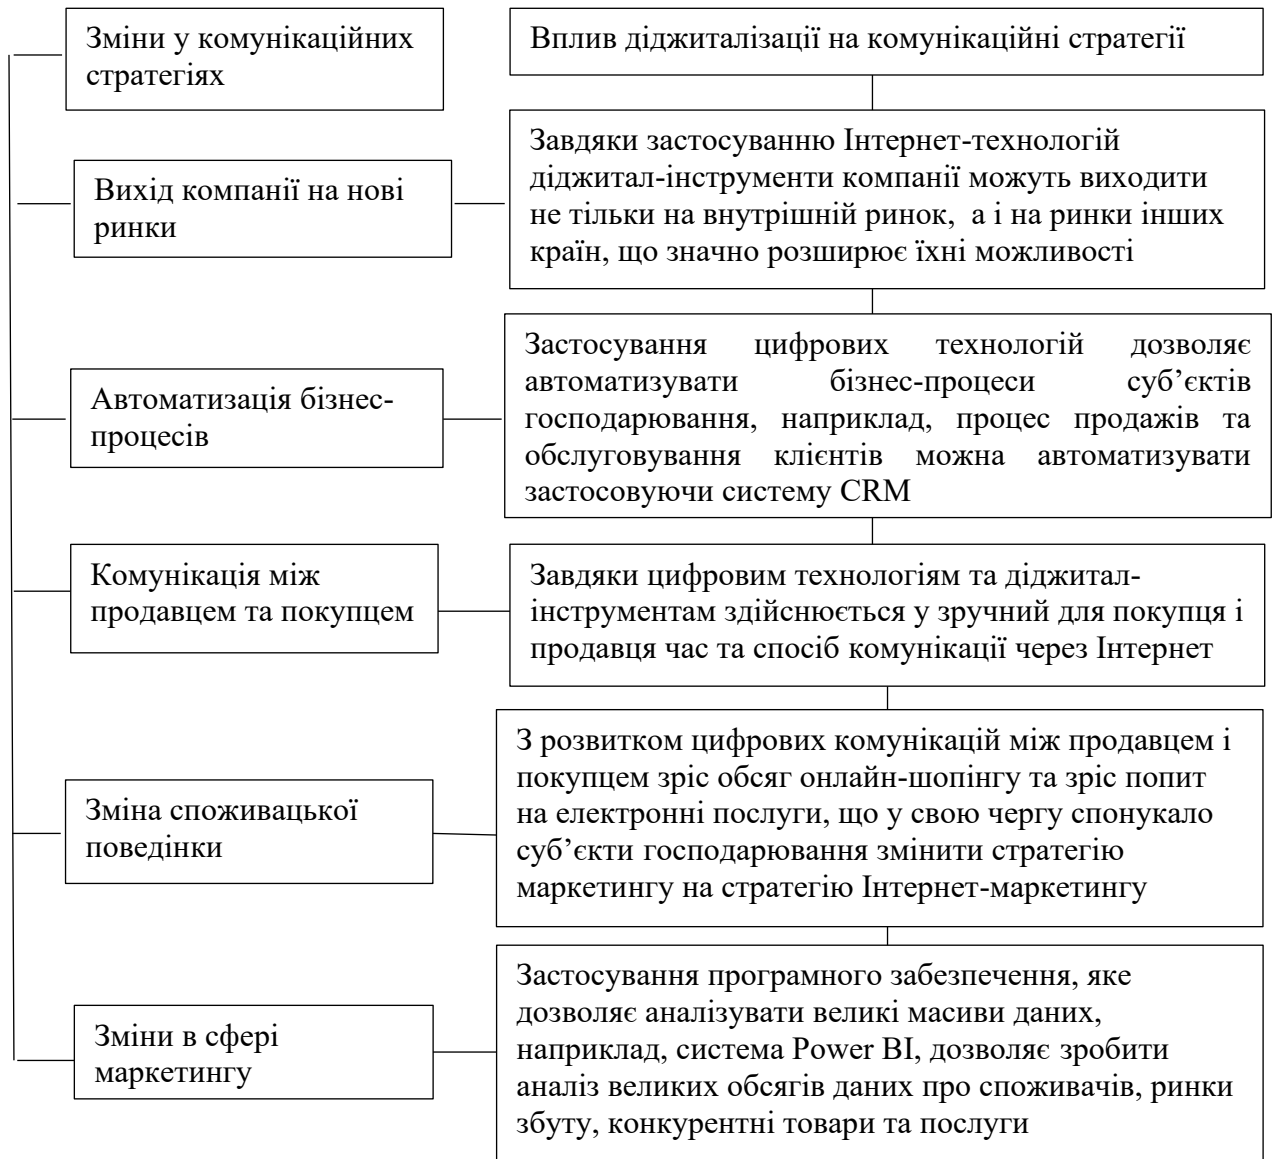 Зміни у комунікаційних
стратегіях
Вплив діджиталізації на комунікаційні стратегії
Вихід компанії на нові
ринки
Завдяки застосуванню Інтернет-технологій
діджитал-інструменти компанії можуть виходити
не тільки на внутрішній ринок, а і на ринки інших
країн, що значно розширює їхні можливості
Автоматизація бізнес-
процесів
Застосування цифрових технологій дозволяє
автоматизувати бізнес-процеси суб’єктів
господарювання, наприклад, процес продажів та
обслуговування клієнтів можна автоматизувати
застосовуючи систему CRM
Комунікація між
продавцем та покупцем
Завдяки цифровим технологіям та діджитал-
інструментам здійснюється у зручний для покупця і
продавця час та спосіб комунікації через Інтернет
Зміна споживацької
поведінки
З розвитком цифрових комунікацій між продавцем і
покупцем зріс обсяг онлайн-шопінгу та зріс попит
на електронні послуги, що у свою чергу спонукало
суб’єкти господарювання змінити стратегію
маркетингу на стратегію Інтернет-маркетингу
Зміни в сфері
маркетингу
Застосування програмного забезпечення, яке
дозволяє аналізувати великі масиви даних,
наприклад, система Power BI, дозволяє зробити
аналіз великих обсягів даних про споживачів, ринки
збуту, конкурентні товари та послуги